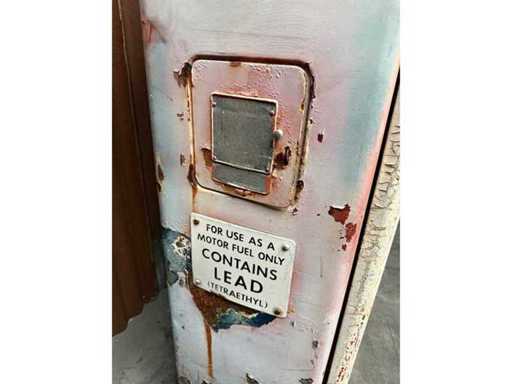 FOR USE AS A
MOTOR FUEL ONLY
CONTAINS
LEAD
(TETRAETHYL)